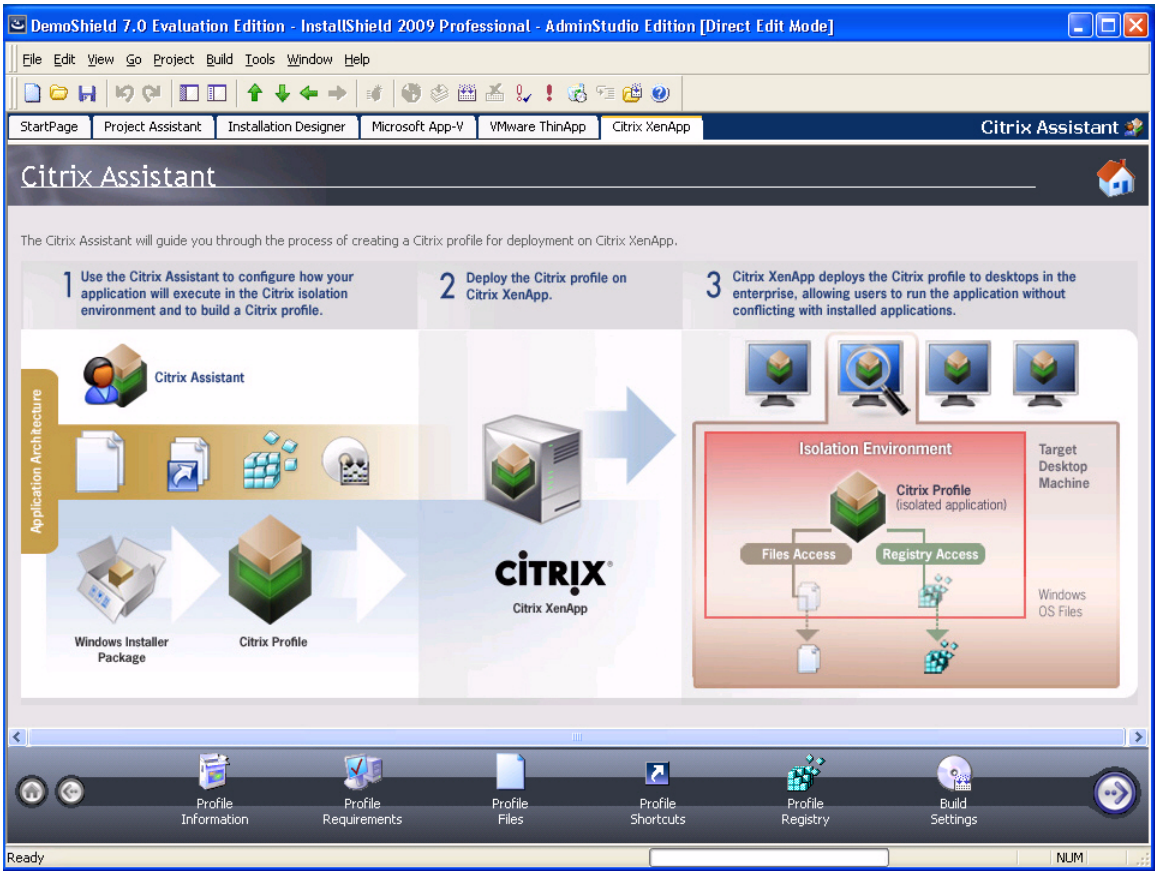 DemoShield 7.0 Evaluation Edition - InstallShield 2009 Professional - AdminStudio Edition [Direct Edit Mode]
File Edit View Go Project Build Tools Window Help
StartPage Project Assistant Installation Designer Microsoft App-V VMware ThinApp Citrix XenApp Citrix Assistant
Citrix Assistant
The Citrix Assistant will guide you through the process of creating a Citrix profile for deployment on Citrix XenApp.
1 Use the Citrix Assistant to configure how your
application will execute in the Citrix isolation
environment and to build a Citrix profile.
2 Deploy the Citrix profile on
Citrix XenApp.
3 Citrix XenApp deploys the Citrix profile to desktops in the
enterprise, allowing users to run the application without
conflicting with installed applications.
Citrix Assistant
Application Architecture
Windows Installer
Package
Citrix Profile
CITRIX®
Citrix XenApp
Isolation Environment
Target
Desktop
Machine
Citrix Profile
(isolated application)
Files Access
Registry Access
Windows
OS Files
Profile
Information
Profile
Requirements
Profile
Files
Profile
Shortcuts
Profile
Registry
Build
Settings
Ready NUM